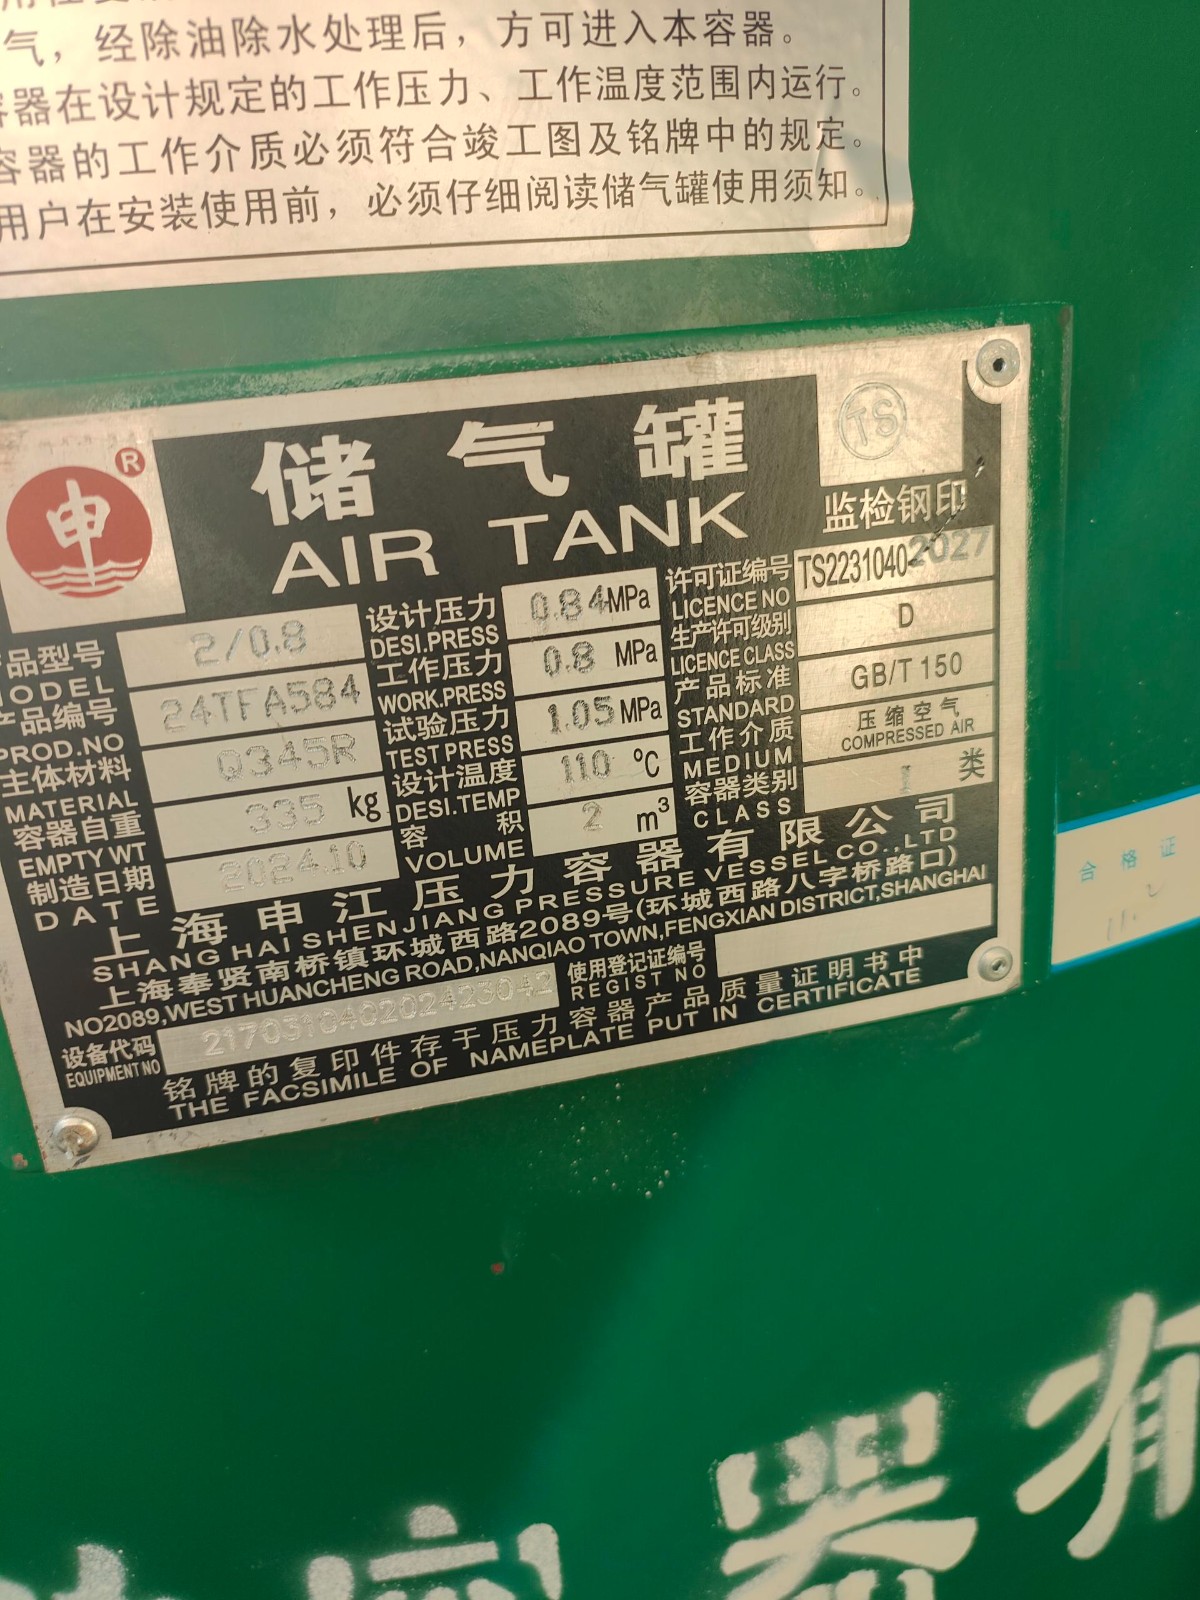 气，经除油除水处理后，方可进入本容器。
容器在设计规定的工作压力、工作温度范围内运行。
容器的工作介质必须符合竣工图及铭牌中的规定。
用户在安装使用前，必须仔细阅读储气罐使用须知。
申®
储气罐
AIR TANK
TS
监检钢印
产品型号 MODEL 2/0.8
产品编号 PROD.NO 24TFA584
主体材料 MATERIAL Q345R
容器自重 EMPTY WT 335 kg
制造日期 DATE 2024.10
设计压力 DESI.PRESS 0.84 MPa
工作压力 WORK.PRESS 0.8 MPa
试验压力 TEST PRESS 1.05 MPa
设计温度 DESI.TEMP 110 °C
容积 VOLUME 2 m³
许可证编号 LICENCE NO TS2231040-2027
生产许可级别 LICENCE CLASS D
产品标准 STANDARD GB/T 150
工作介质 MEDIUM 压缩空气 COMPRESSED AIR
容器类别 CLASS I 类
上海申江压力容器有限公司
SHANGHAI SHENJIANG PRESSURE VESSEL CO.,LTD
上海奉贤南桥镇环城西路2089号(环城西路八字桥路口)
NO2089,WEST HUANCHENG ROAD,NANQIAO TOWN,FENGXIAN DISTRICT,SHANGHAI
设备代码 EQUIPMENT NO 217031040202423042
使用登记证编号 REGIST NO
铭牌的复印件存于压力容器产品质量证明书中
THE FACSIMILE OF NAMEPLATE PUT IN CERTIFICATE
合格证
容器有